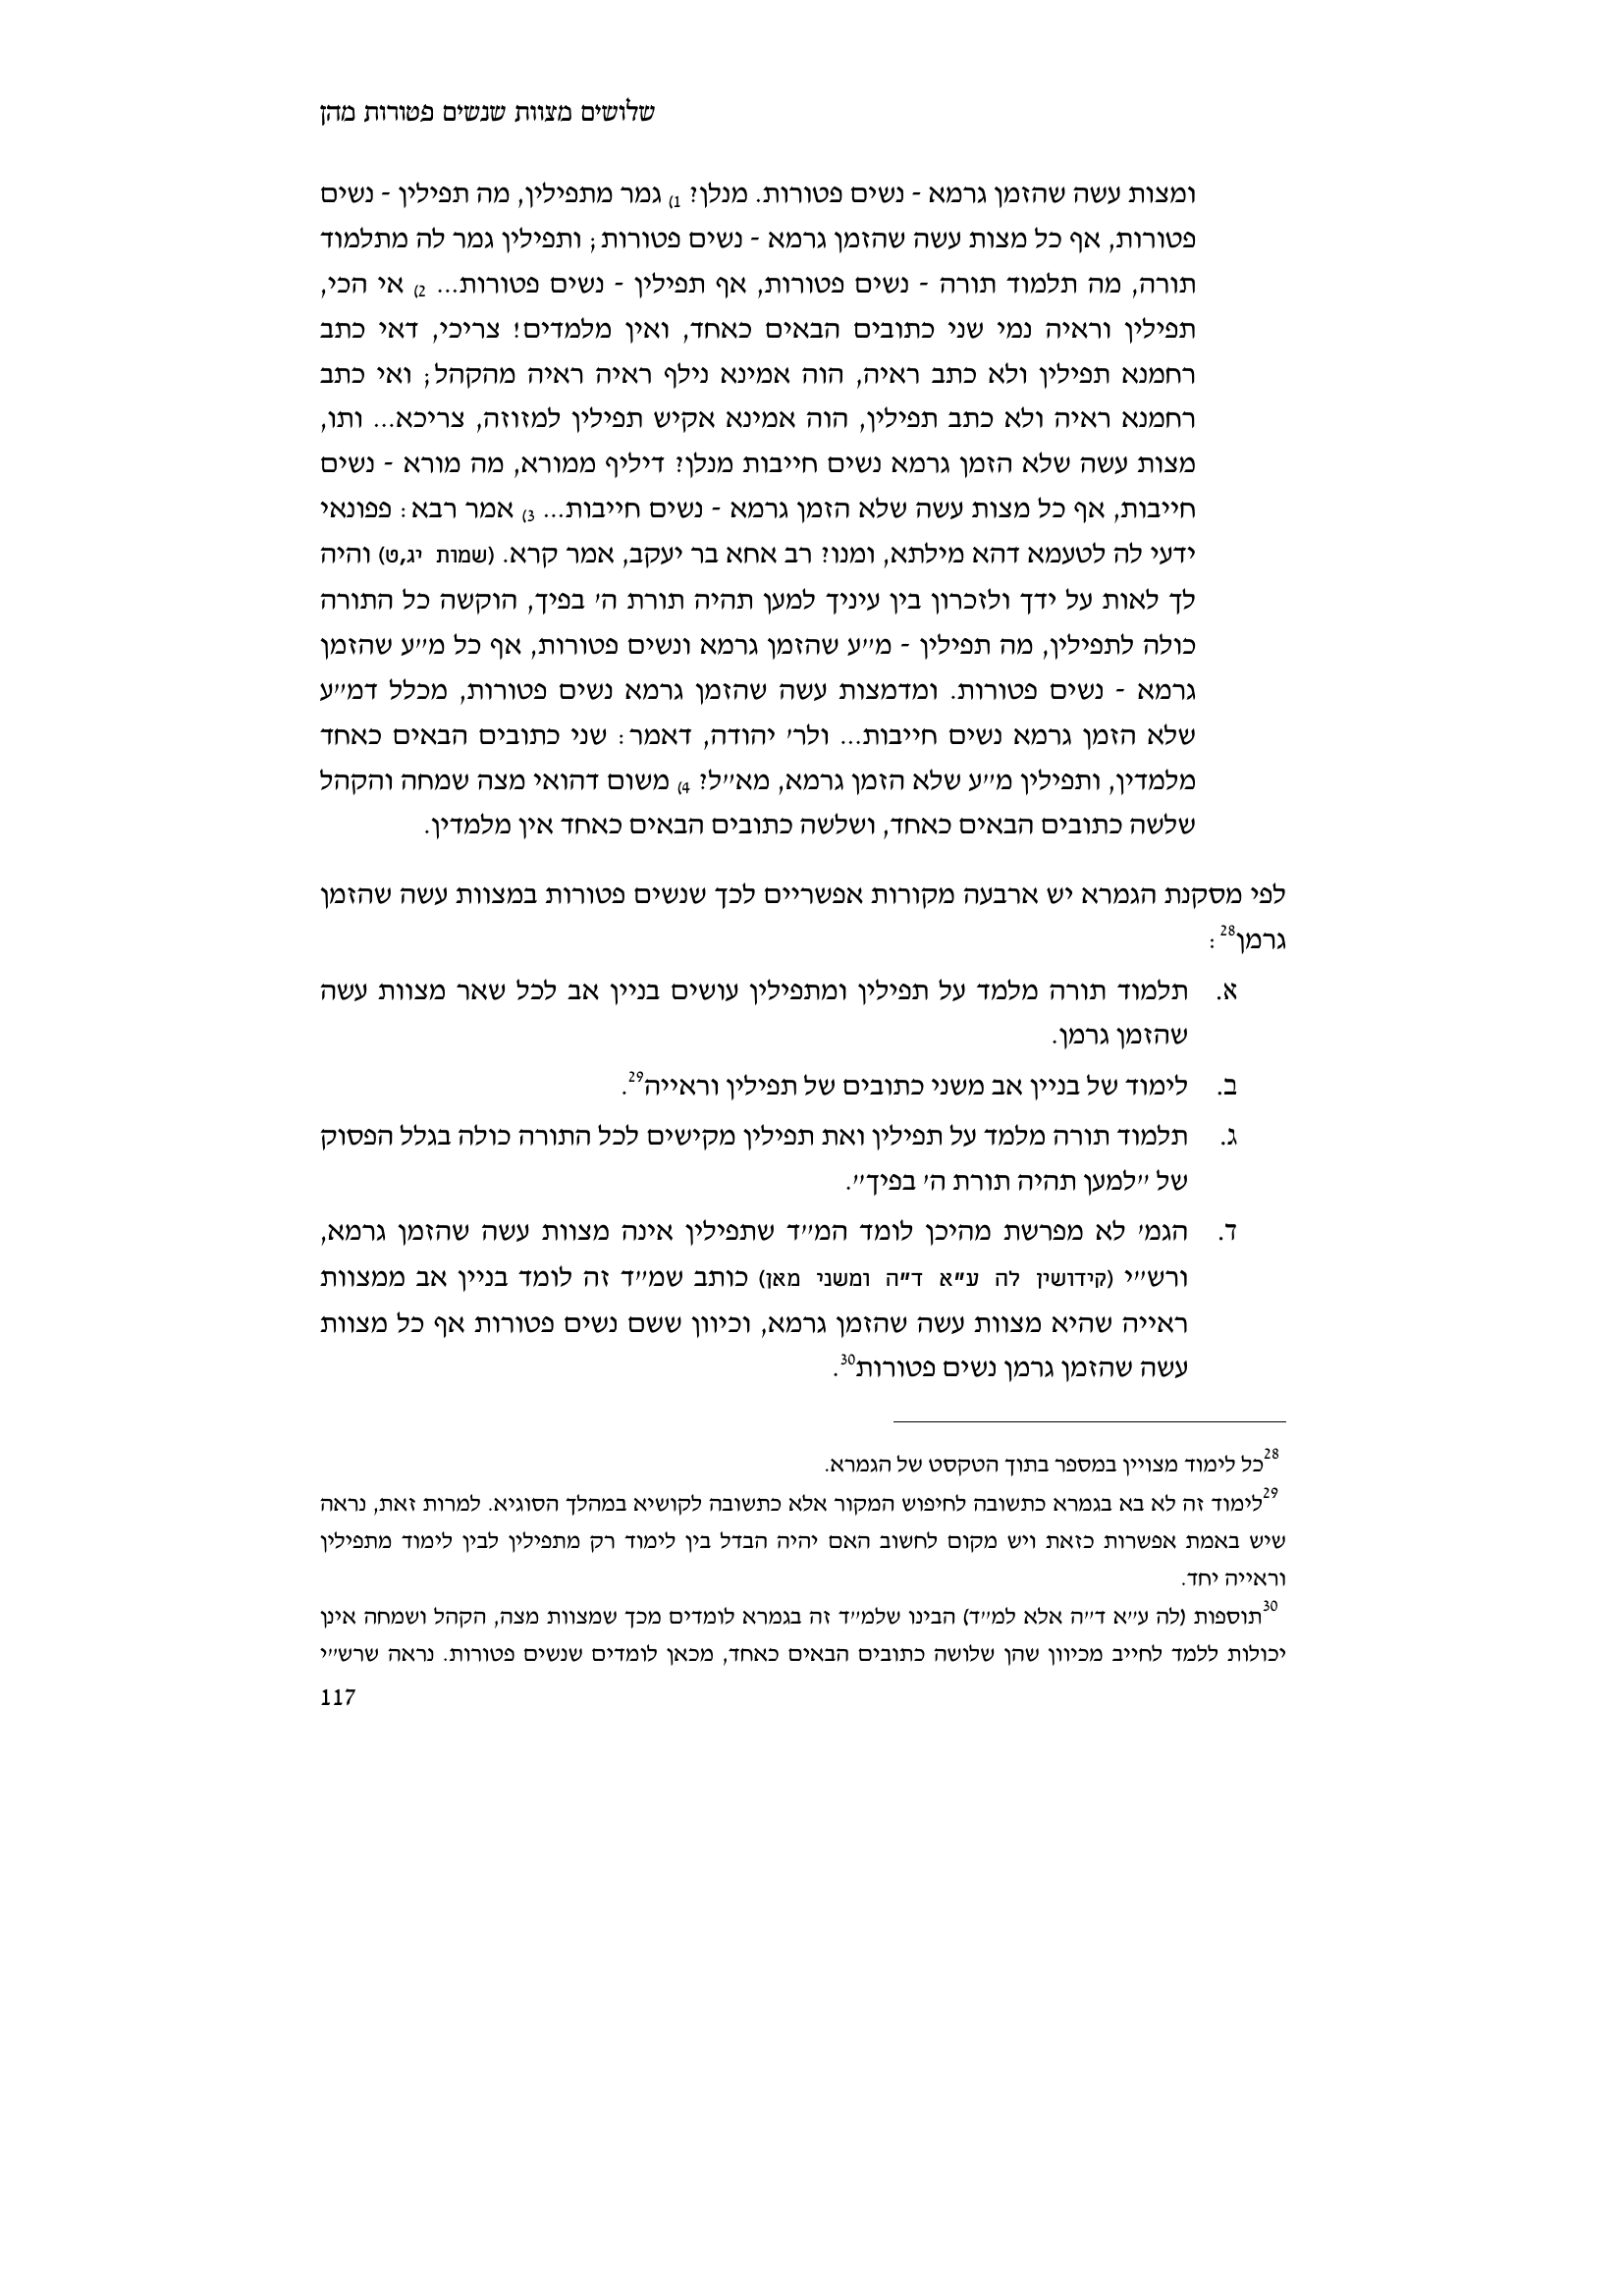 שלושים מצוות שנשים פטורות מהן
ומצות עשה שהזמן גרמא - נשים פטורות. מנלן? 1) גמר מתפילין, מה תפילין - נשים
פטורות, אף כל מצות עשה שהזמן גרמא - נשים פטורות; ותפילין גמר לה מתלמוד
תורה, מה תלמוד תורה - נשים פטורות, אף תפילין - נשים פטורות... 2) אי הכי,
תפילין וראיה נמי שני כתובים הבאים כאחד, ואין מלמדים! צריכי, דאי כתב
רחמנא תפילין ולא כתב ראיה, הוה אמינא נילף ראיה ראיה מהקהל; ואי כתב
רחמנא ראיה ולא כתב תפילין, הוה אמינא אקיש תפילין למזוזה, צריכא... ותו,
מצות עשה שלא הזמן גרמא נשים חייבות מנלן? דיליף ממורא, מה מורא - נשים
חייבות, אף כל מצות עשה שלא הזמן גרמא - נשים חייבות... 3) אמר רבא: פפונאי
ידעי לה לטעמא דהא מילתא, ומנו? רב אחא בר יעקב, אמר קרא. (שמות יג,ט) והיה
לך לאות על ידך ולזכרון בין עיניך למען תהיה תורת ה' בפיך, הוקשה כל התורה
כולה לתפילין, מה תפילין - מ"ע שהזמן גרמא ונשים פטורות, אף כל מ"ע שהזמן
גרמא - נשים פטורות. ומדמצות עשה שהזמן גרמא נשים פטורות, מכלל דמ"ע
שלא הזמן גרמא נשים חייבות... ולר' יהודה, דאמר: שני כתובים הבאים כאחד
מלמדין, ותפילין מ"ע שלא הזמן גרמא, מא"ל? 4) משום דהואי מצה שמחה והקהל
שלשה כתובים הבאים כאחד, ושלשה כתובים הבאים כאחד אין מלמדין.
לפי מסקנת הגמרא יש ארבעה מקורות אפשריים לכך שנשים פטורות במצוות עשה שהזמן
גרמן28:
א. תלמוד תורה מלמד על תפילין ומתפילין עושים בניין אב לכל שאר מצוות עשה
שהזמן גרמן.
ב. לימוד של בניין אב משני כתובים של תפילין וראייה29.
ג. תלמוד תורה מלמד על תפילין ואת תפילין מקישים לכל התורה כולה בגלל הפסוק
של "למען תהיה תורת ה' בפיך".
ד. הגמ' לא מפרשת מהיכן לומד המ"ד שתפילין אינה מצוות עשה שהזמן גרמא,
ורש"י (קידושין לה ע"א ד"ה ומשני מאן) כותב שמ"ד זה לומד בניין אב ממצוות
ראייה שהיא מצוות עשה שהזמן גרמא, וכיוון ששם נשים פטורות אף כל מצוות
עשה שהזמן גרמן נשים פטורות30.
28כל לימוד מצויין במספר בתוך הטקסט של הגמרא.
29לימוד זה לא בא בגמרא כתשובה לחיפוש המקור אלא כתשובה לקושיא במהלך הסוגיא. למרות זאת, נראה
שיש באמת אפשרות כזאת ויש מקום לחשוב האם יהיה הבדל בין לימוד רק מתפילין לבין לימוד מתפילין
וראייה יחד.
30תוספות (לה ע"א ד"ה אלא למ"ד) הבינו שלמ"ד זה בגמרא לומדים מכך שמצוות מצה, הקהל ושמחה אינן
יכולות ללמד לחייב מכיוון שהן שלושה כתובים הבאים כאחד, מכאן לומדים שנשים פטורות. נראה שרש"י
117